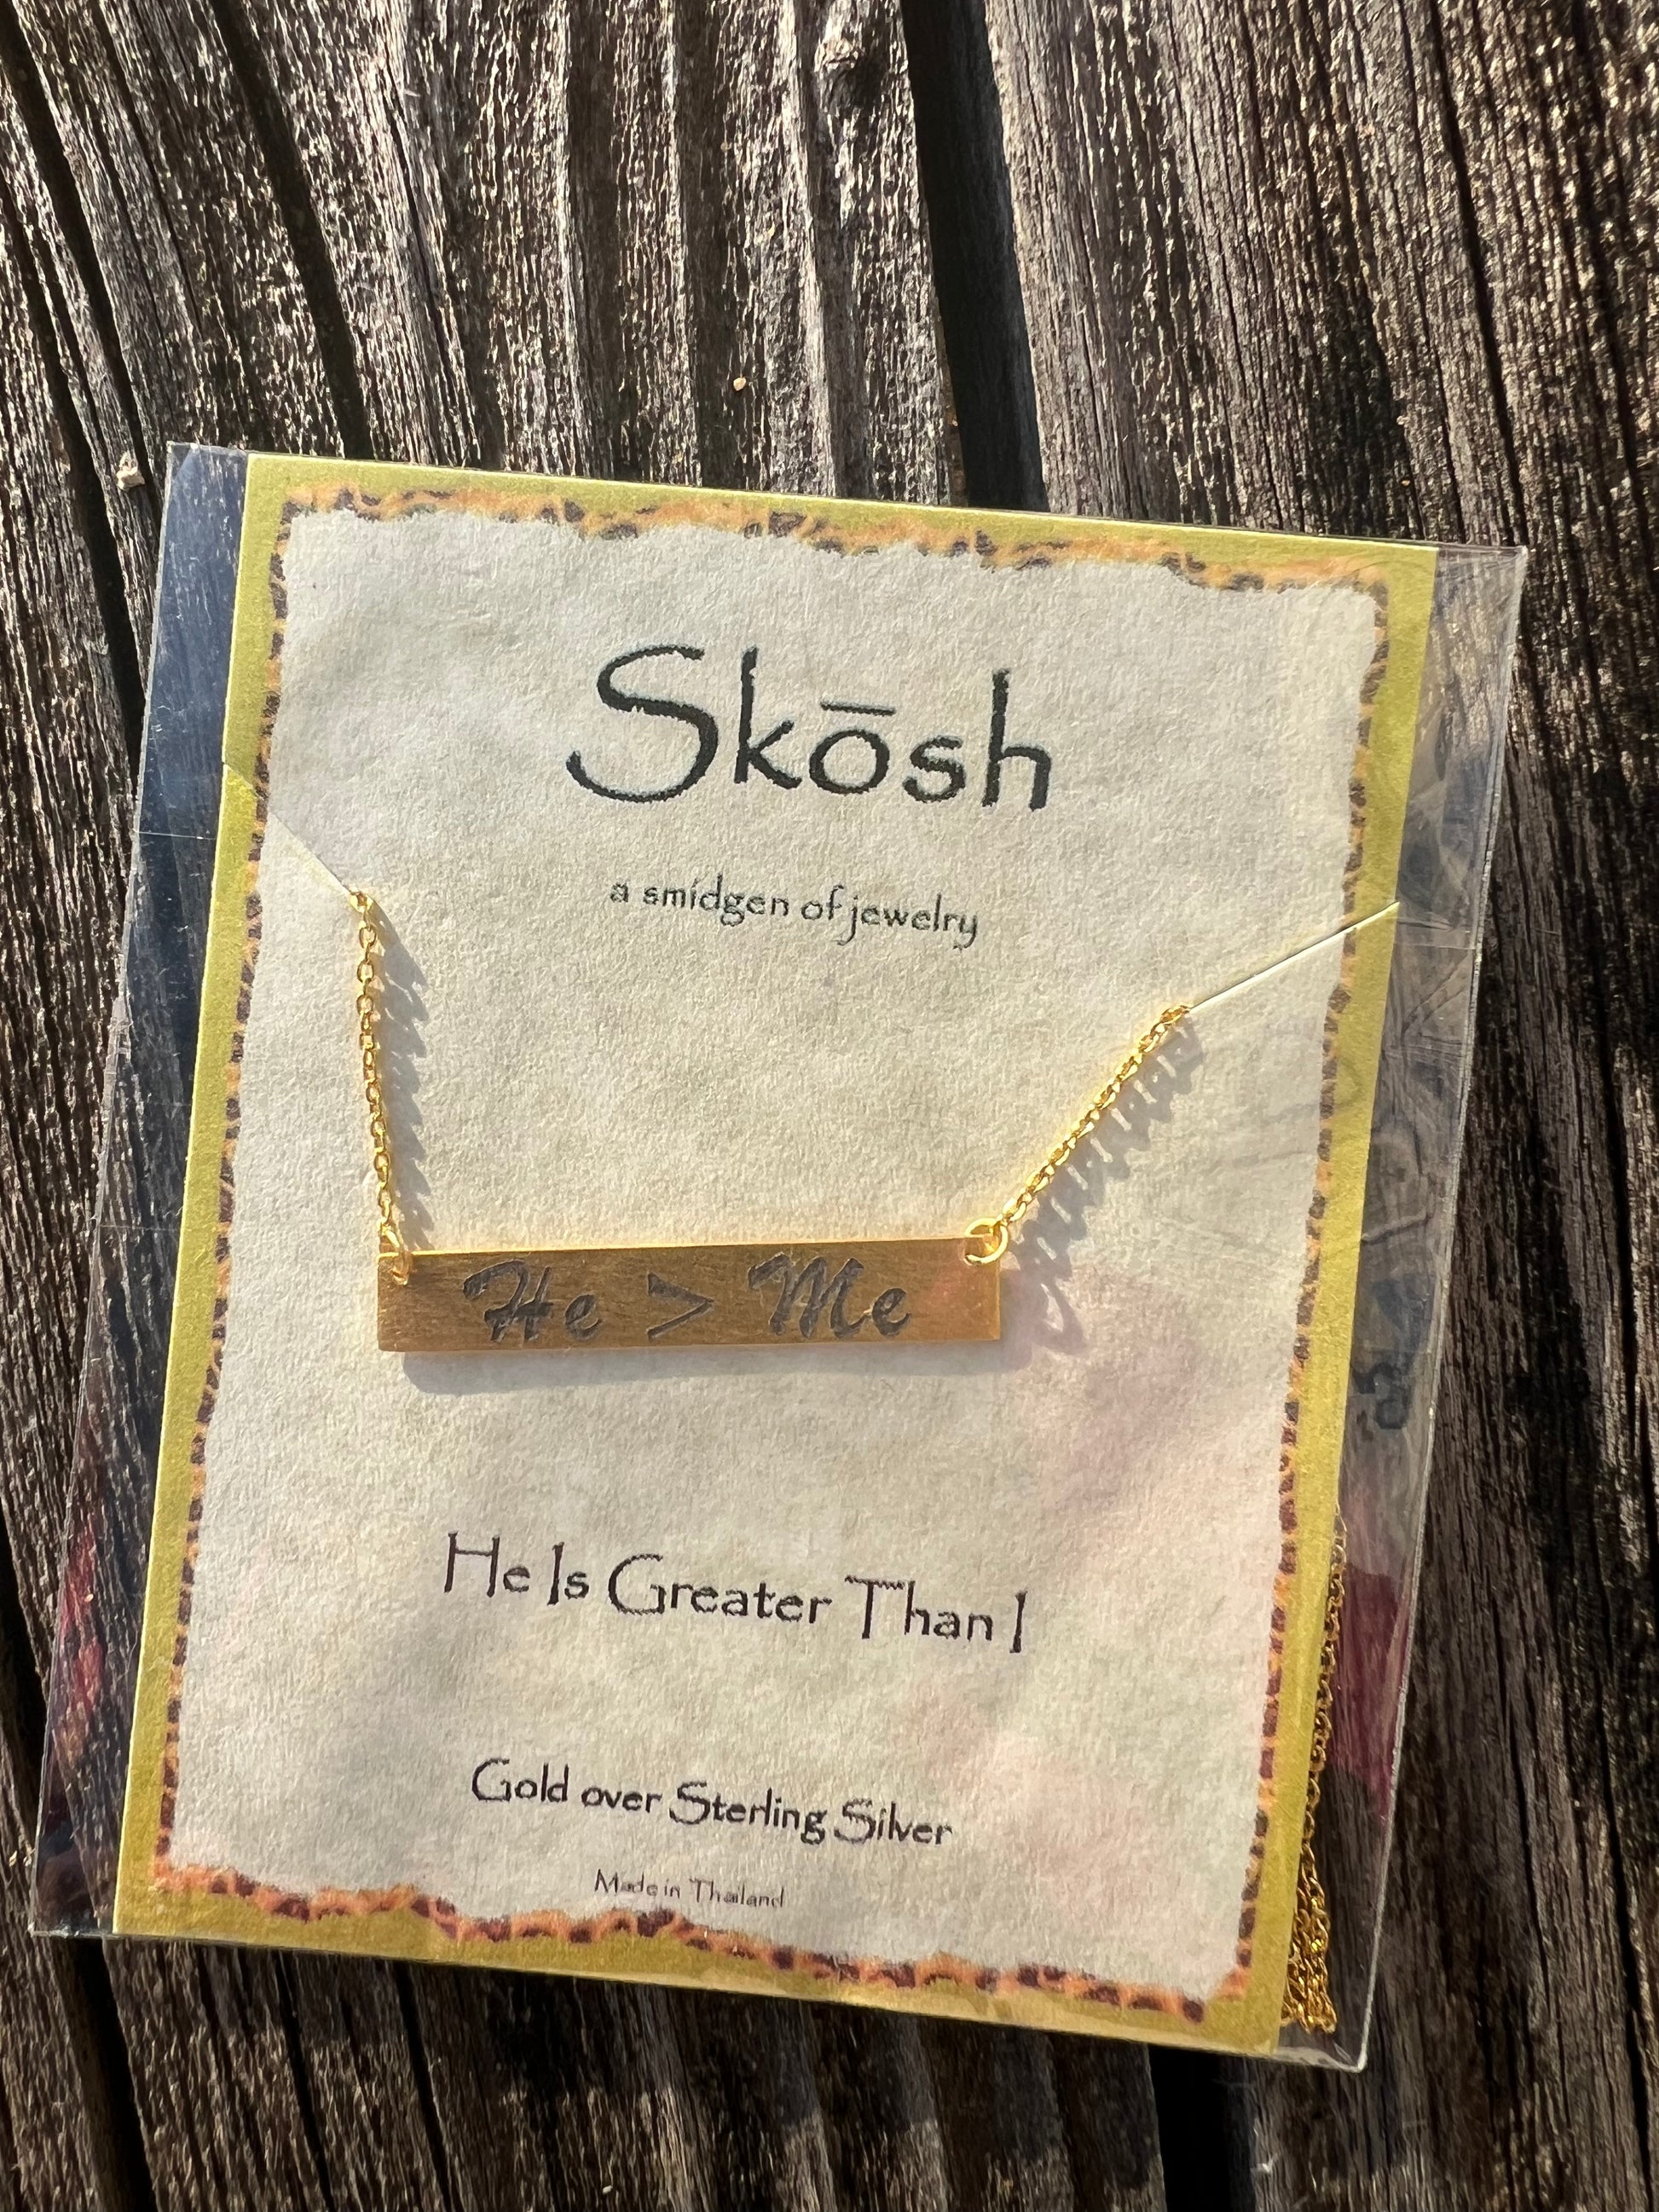 Skōsh
a smidgen of jewelry
He > Me
He Is Greater Than I
Gold over Sterling Silver
Made in Thailand